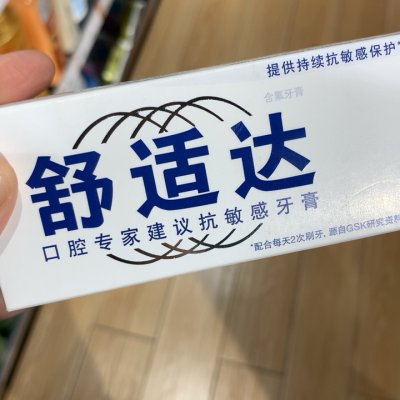 提供持续抗敏感保护*
含氟牙膏
舒适达
口腔专家建议抗敏感牙膏
*配合每天2次刷牙, 源自GSK研究资料